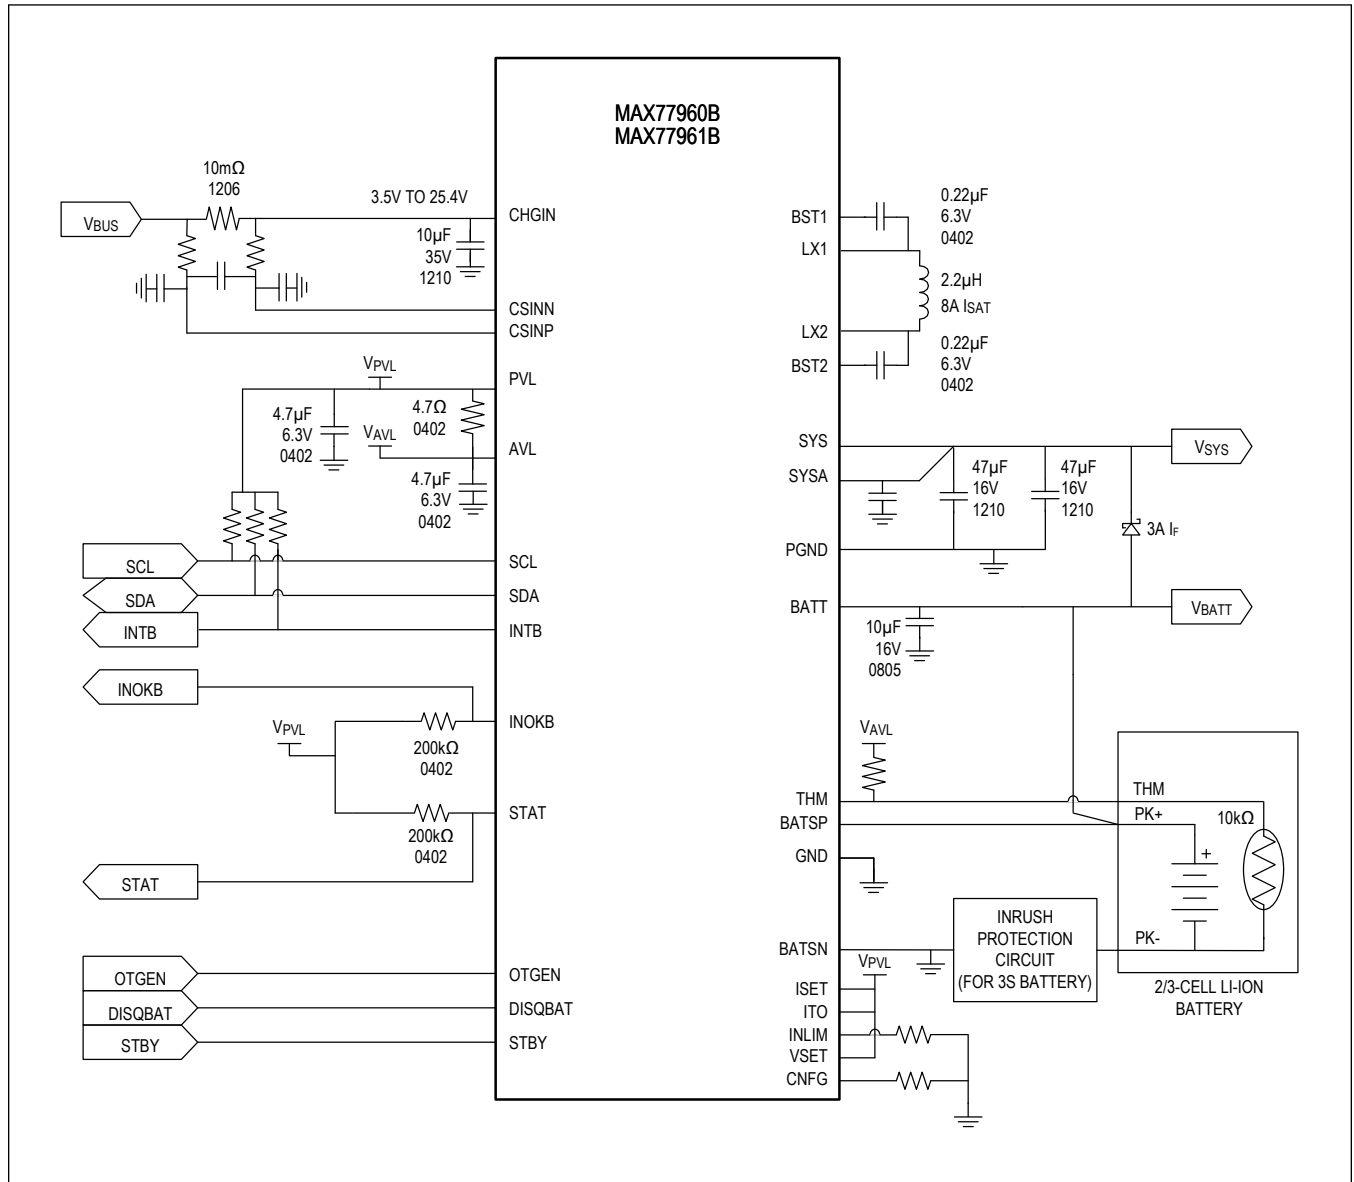 MAX77960B
MAX77961B
10mΩ
1206
3.5V TO 25.4V
VBUS
CHGIN
10µF
35V
1210
CSINN
CSINP
VPVL
PVL
4.7µF
6.3V
0402
4.7Ω
0402
VAVL
AVL
4.7µF
6.3V
0402
SCL
SCL
SDA
SDA
INTB
INTB
INOKB
INOKB
VPVL
200kΩ
0402
STAT
200kΩ
0402
STAT
OTGEN
OTGEN
DISQBAT
DISQBAT
STBY
STBY
BST1
0.22µF
6.3V
0402
LX1
2.2µH
8A ISAT
LX2
BST2
0.22µF
6.3V
0402
SYS
VSYS
SYSA
47µF
16V
1210
47µF
16V
1210
3A IF
PGND
BATT
VBATT
10µF
16V
0805
VAVL
THM
THM
BATSP
PK+
10kΩ
+
GND
BATSN
INRUSH
PROTECTION
CIRCUIT
(FOR 3S BATTERY)
PK-
2/3-CELL LI-ION
BATTERY
VPVL
ISET
ITO
INLIM
VSET
CNFG